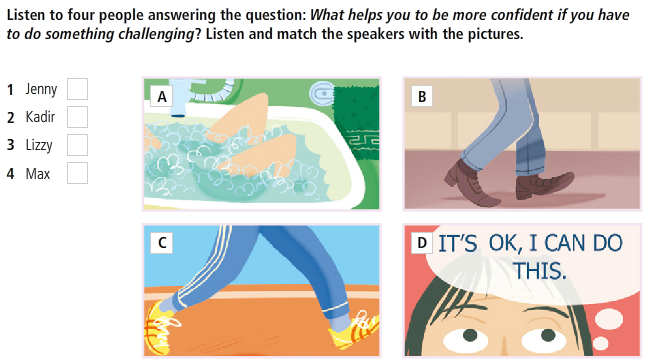 Listen to four people answering the question: What helps you to be more confident if you have
to do something challenging? Listen and match the speakers with the pictures.
1 Jenny
2 Kadir
3 Lizzy
4 Max
A
B
C
D
IT'S OK, I CAN DO
THIS.